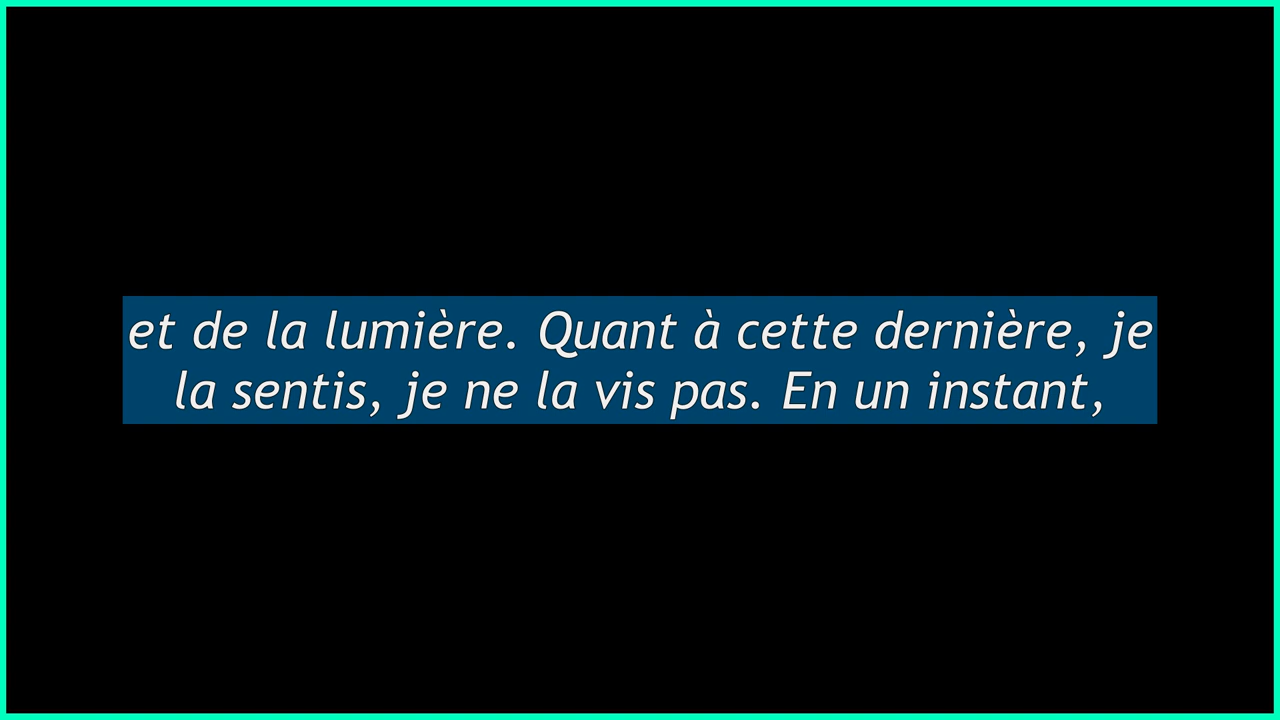 et de la lumière. Quant à cette dernière, je
la sentis, je ne la vis pas. En un instant,